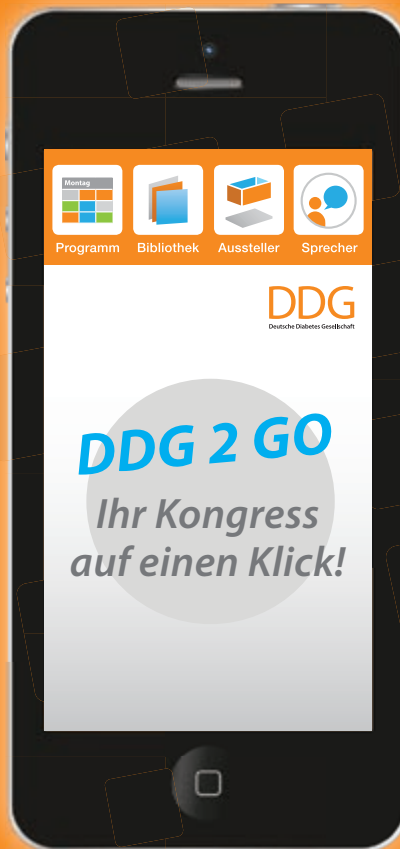 Montag
Programm Bibliothek Aussteller Sprecher
DDG
Deutsche Diabetes Gesellschaft
DDG 2 GO
Ihr Kongress
auf einen Klick!